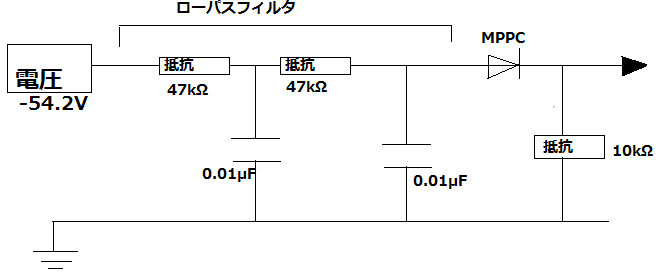 ローパスフィルタ
MPPC
抵抗
抵抗
電圧
47kΩ
47kΩ
-54.2V
抵抗
10kΩ
0.01μF
0.01μF